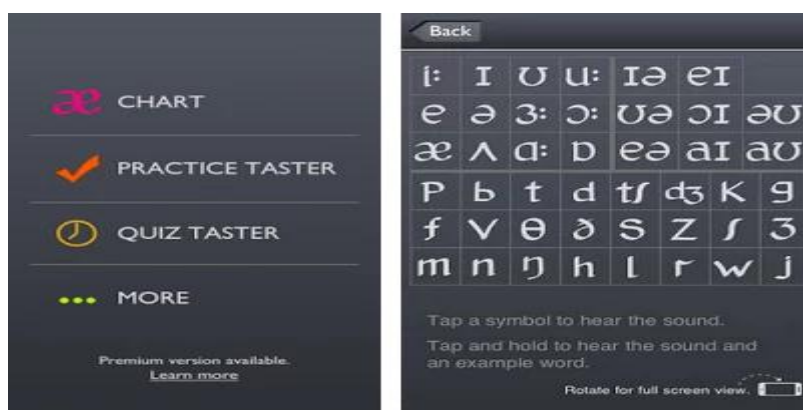 æ CHART
PRACTICE TASTER
QUIZ TASTER
MORE
Premium version available.
Learn more
Back
iː ɪ ʊ uː ɪə eɪ
e ə ɜː ɔː ʊə ɔɪ əʊ
æ ʌ ɑː ɒ eə aɪ aʊ
p b t d tʃ dʒ k g
f v θ ð s z ʃ ʒ
m n ŋ h l r w j
Tap a symbol to hear the sound.
Tap and hold to hear the sound and
an example word.
Rotate for full screen view.